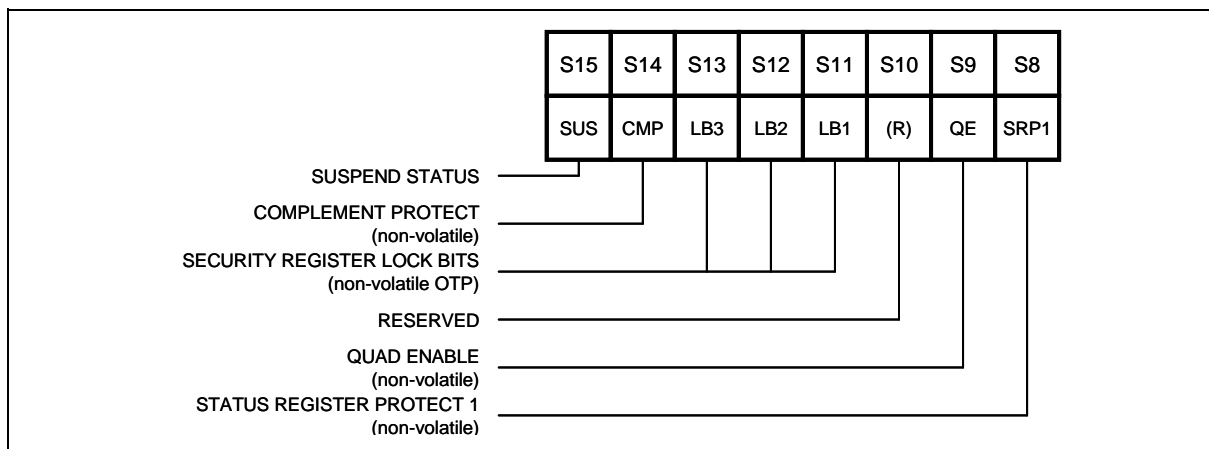 S15 S14 S13 S12 S11 S10 S9 S8
SUS CMP LB3 LB2 LB1 (R) QE SRP1
SUSPEND STATUS
COMPLEMENT PROTECT
(non-volatile)
SECURITY REGISTER LOCK BITS
(non-volatile OTP)
RESERVED
QUAD ENABLE
(non-volatile)
STATUS REGISTER PROTECT 1
(non-volatile)